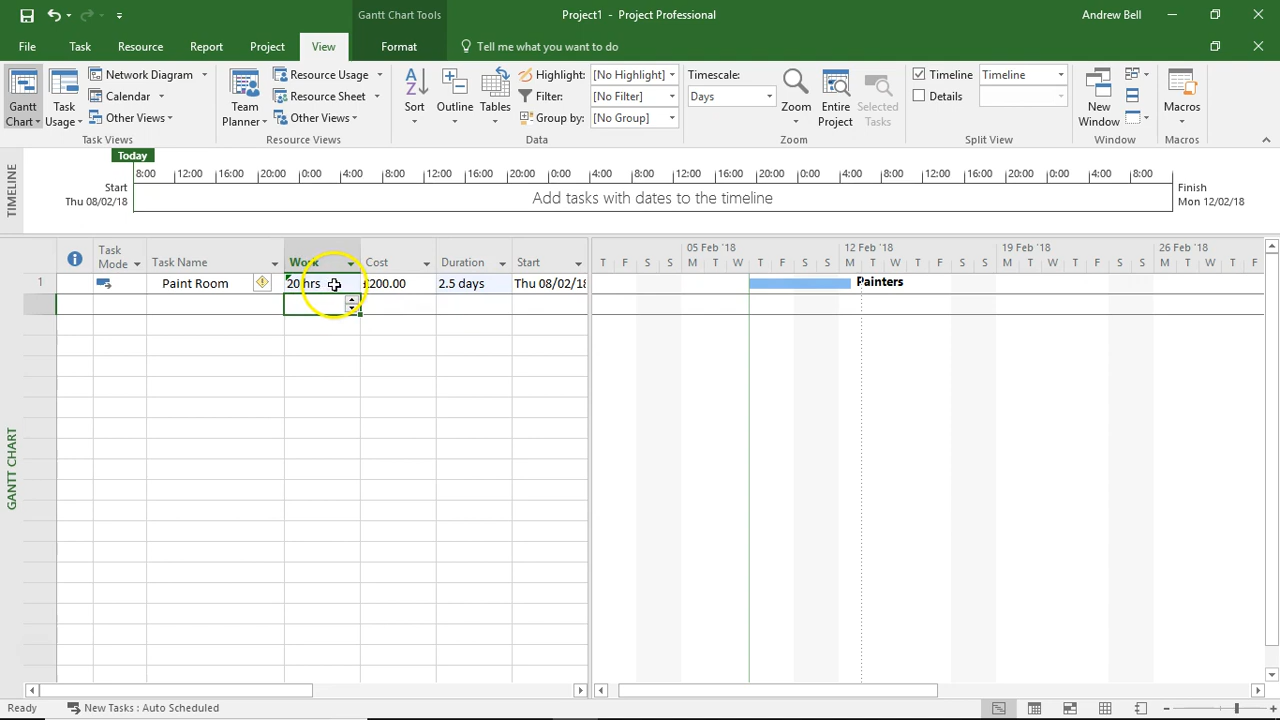 Gantt Chart Tools
Project1 - Project Professional
Andrew Bell
File Task Resource Report Project View Format Tell me what you want to do
Gantt Chart
Task Usage
Network Diagram
Calendar
Other Views
Task Views
Team Planner
Resource Usage
Resource Sheet
Other Views
Resource Views
Sort
Outline
Tables
Highlight: [No Highlight]
Filter: [No Filter]
Group by: [No Group]
Data
Timescale:
Days
Zoom
Entire Project
Selected Tasks
Zoom
Timeline Timeline
Details
Split View
New Window
Window
Macros
Macros
TIMELINE
Today
8:00 12:00 16:00 20:00 0:00 4:00 8:00 12:00 16:00 20:00 0:00 4:00 8:00 12:00 16:00 20:00 0:00 4:00 8:00 12:00 16:00 20:00 0:00 4:00 8:00
Start
Thu 08/02/18
Add tasks with dates to the timeline
Finish
Mon 12/02/18
Task Mode Task Name Work Cost Duration Start
05 Feb '18 12 Feb '18 19 Feb '18 26 Feb '18
T F S S M T W T F S S M T W T F S S M T W T F S S M T W T F
1 Paint Room 20 hrs £200.00 2.5 days Thu 08/02/18
Painters
GANTT CHART
Ready New Tasks : Auto Scheduled